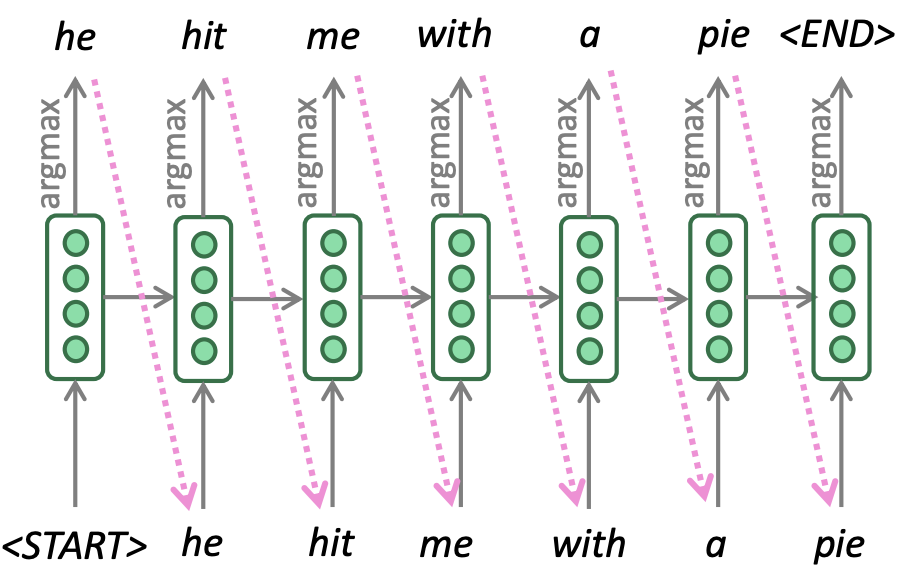 he hit me with a pie <END>
argmax argmax argmax argmax argmax argmax argmax
<START> he hit me with a pie